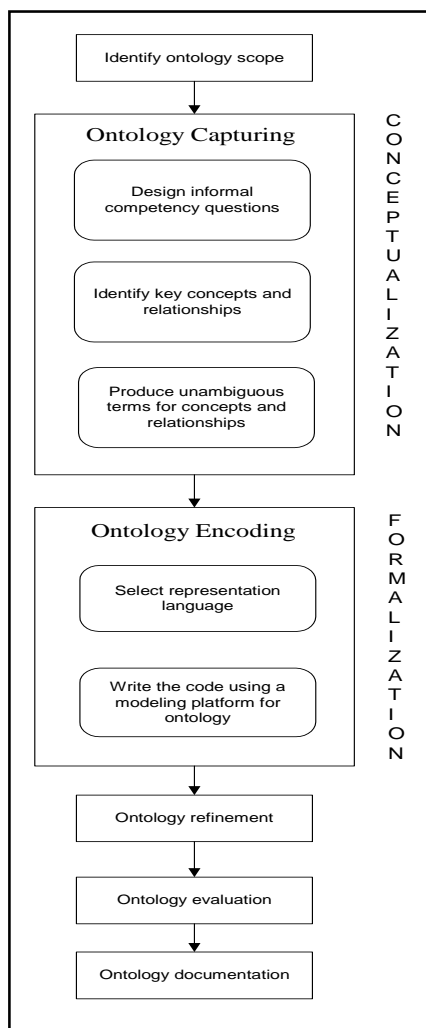 Identify ontology scope
Ontology Capturing
Design informal
competency questions
Identify key concepts and
relationships
Produce unambiguous
terms for concepts and
relationships
CONCEPTUALIZATION
Ontology Encoding
Select representation
language
Write the code using a
modeling platform for
ontology
FORMALIZATION
Ontology refinement
Ontology evaluation
Ontology documentation